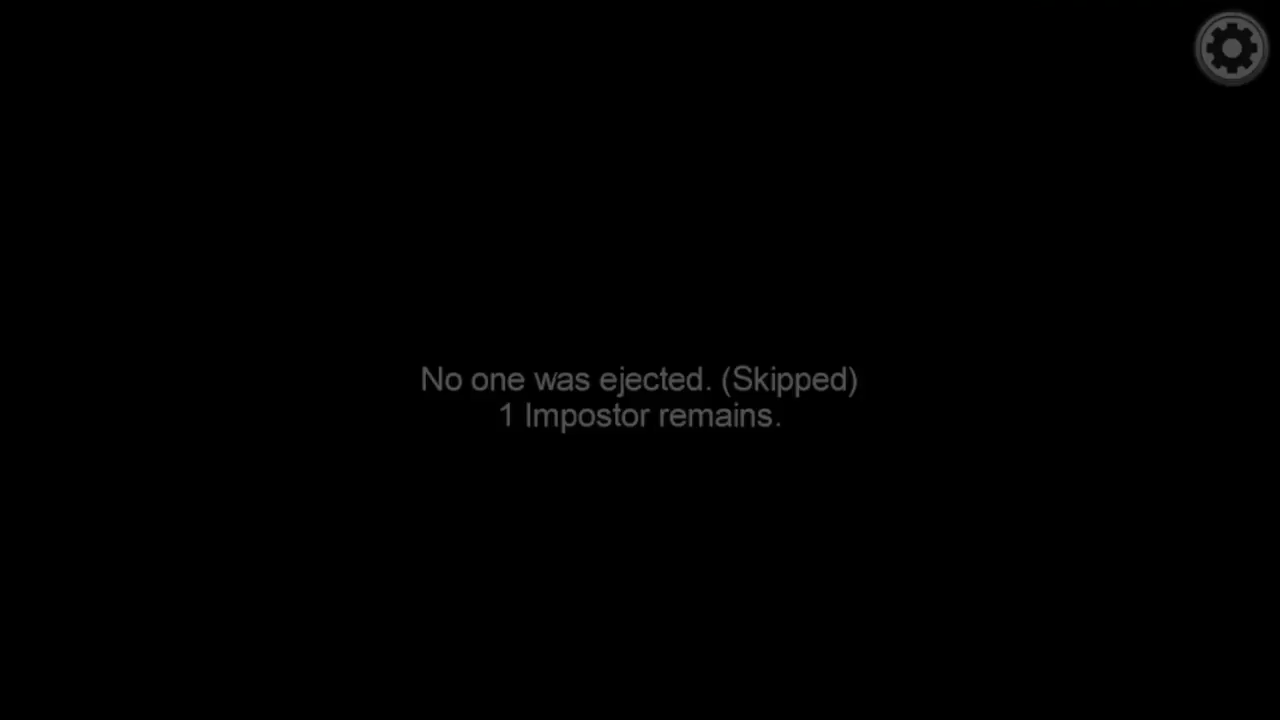 No one was ejected. (Skipped)
1 Impostor remains.